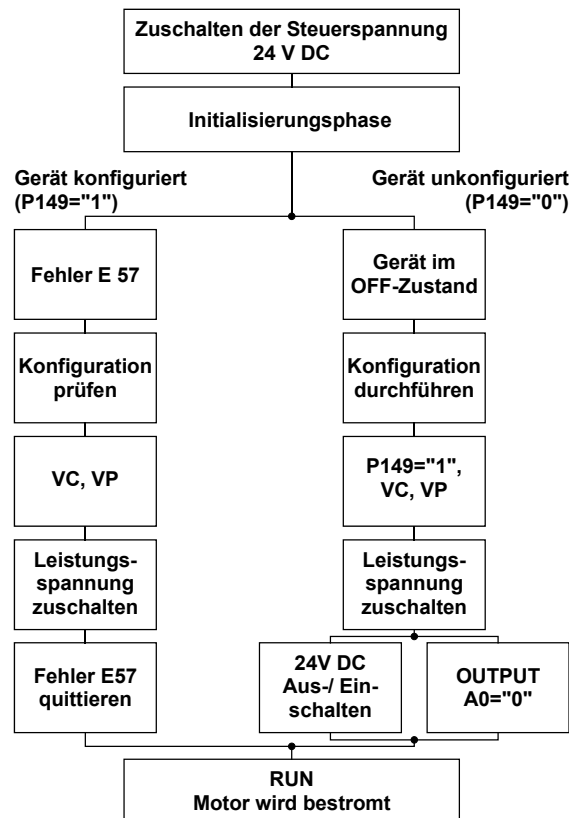 Zuschalten der Steuerspannung
24 V DC
Initialisierungsphase
Gerät konfiguriert
(P149="1")
Gerät unkonfiguriert
(P149="0")
Fehler E 57
Gerät im
OFF-Zustand
Konfiguration
prüfen
Konfiguration
durchführen
VC, VP
P149="1",
VC, VP
Leistungs-
spannung
zuschalten
Leistungs-
spannung
zuschalten
Fehler E57
quittieren
24V DC
Aus-/ Ein-
schalten
OUTPUT
A0="0"
RUN
Motor wird bestromt